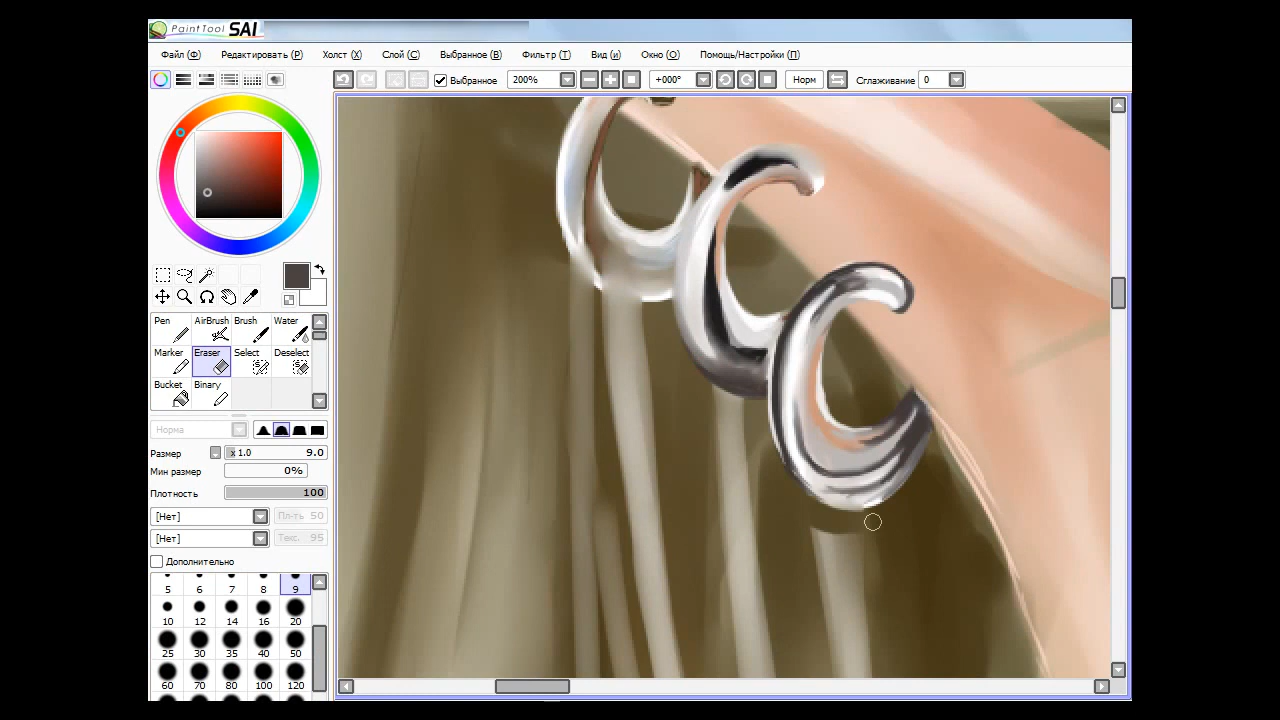 PaintTool SAI
Файл (Ф) Редактировать (Р) Холст (Х) Слой (С) Выбранное (В) Фильтр (Т) Вид (и) Окно (О) Помощь/Настройки (П)
Выбранное 200% +000° Норм Сглаживание 0
Pen AirBrush Brush Water
Marker Eraser Select Deselect
Bucket Binary
Норма
Размер x 1.0 9.0
Мин размер 0%
Плотность 100
[Нет] Пл-ть 50
[Нет] Текс. 95
Дополнительно
5 6 7 8 9
10 12 14 16 20
25 30 35 40 50
60 70 80 100 120